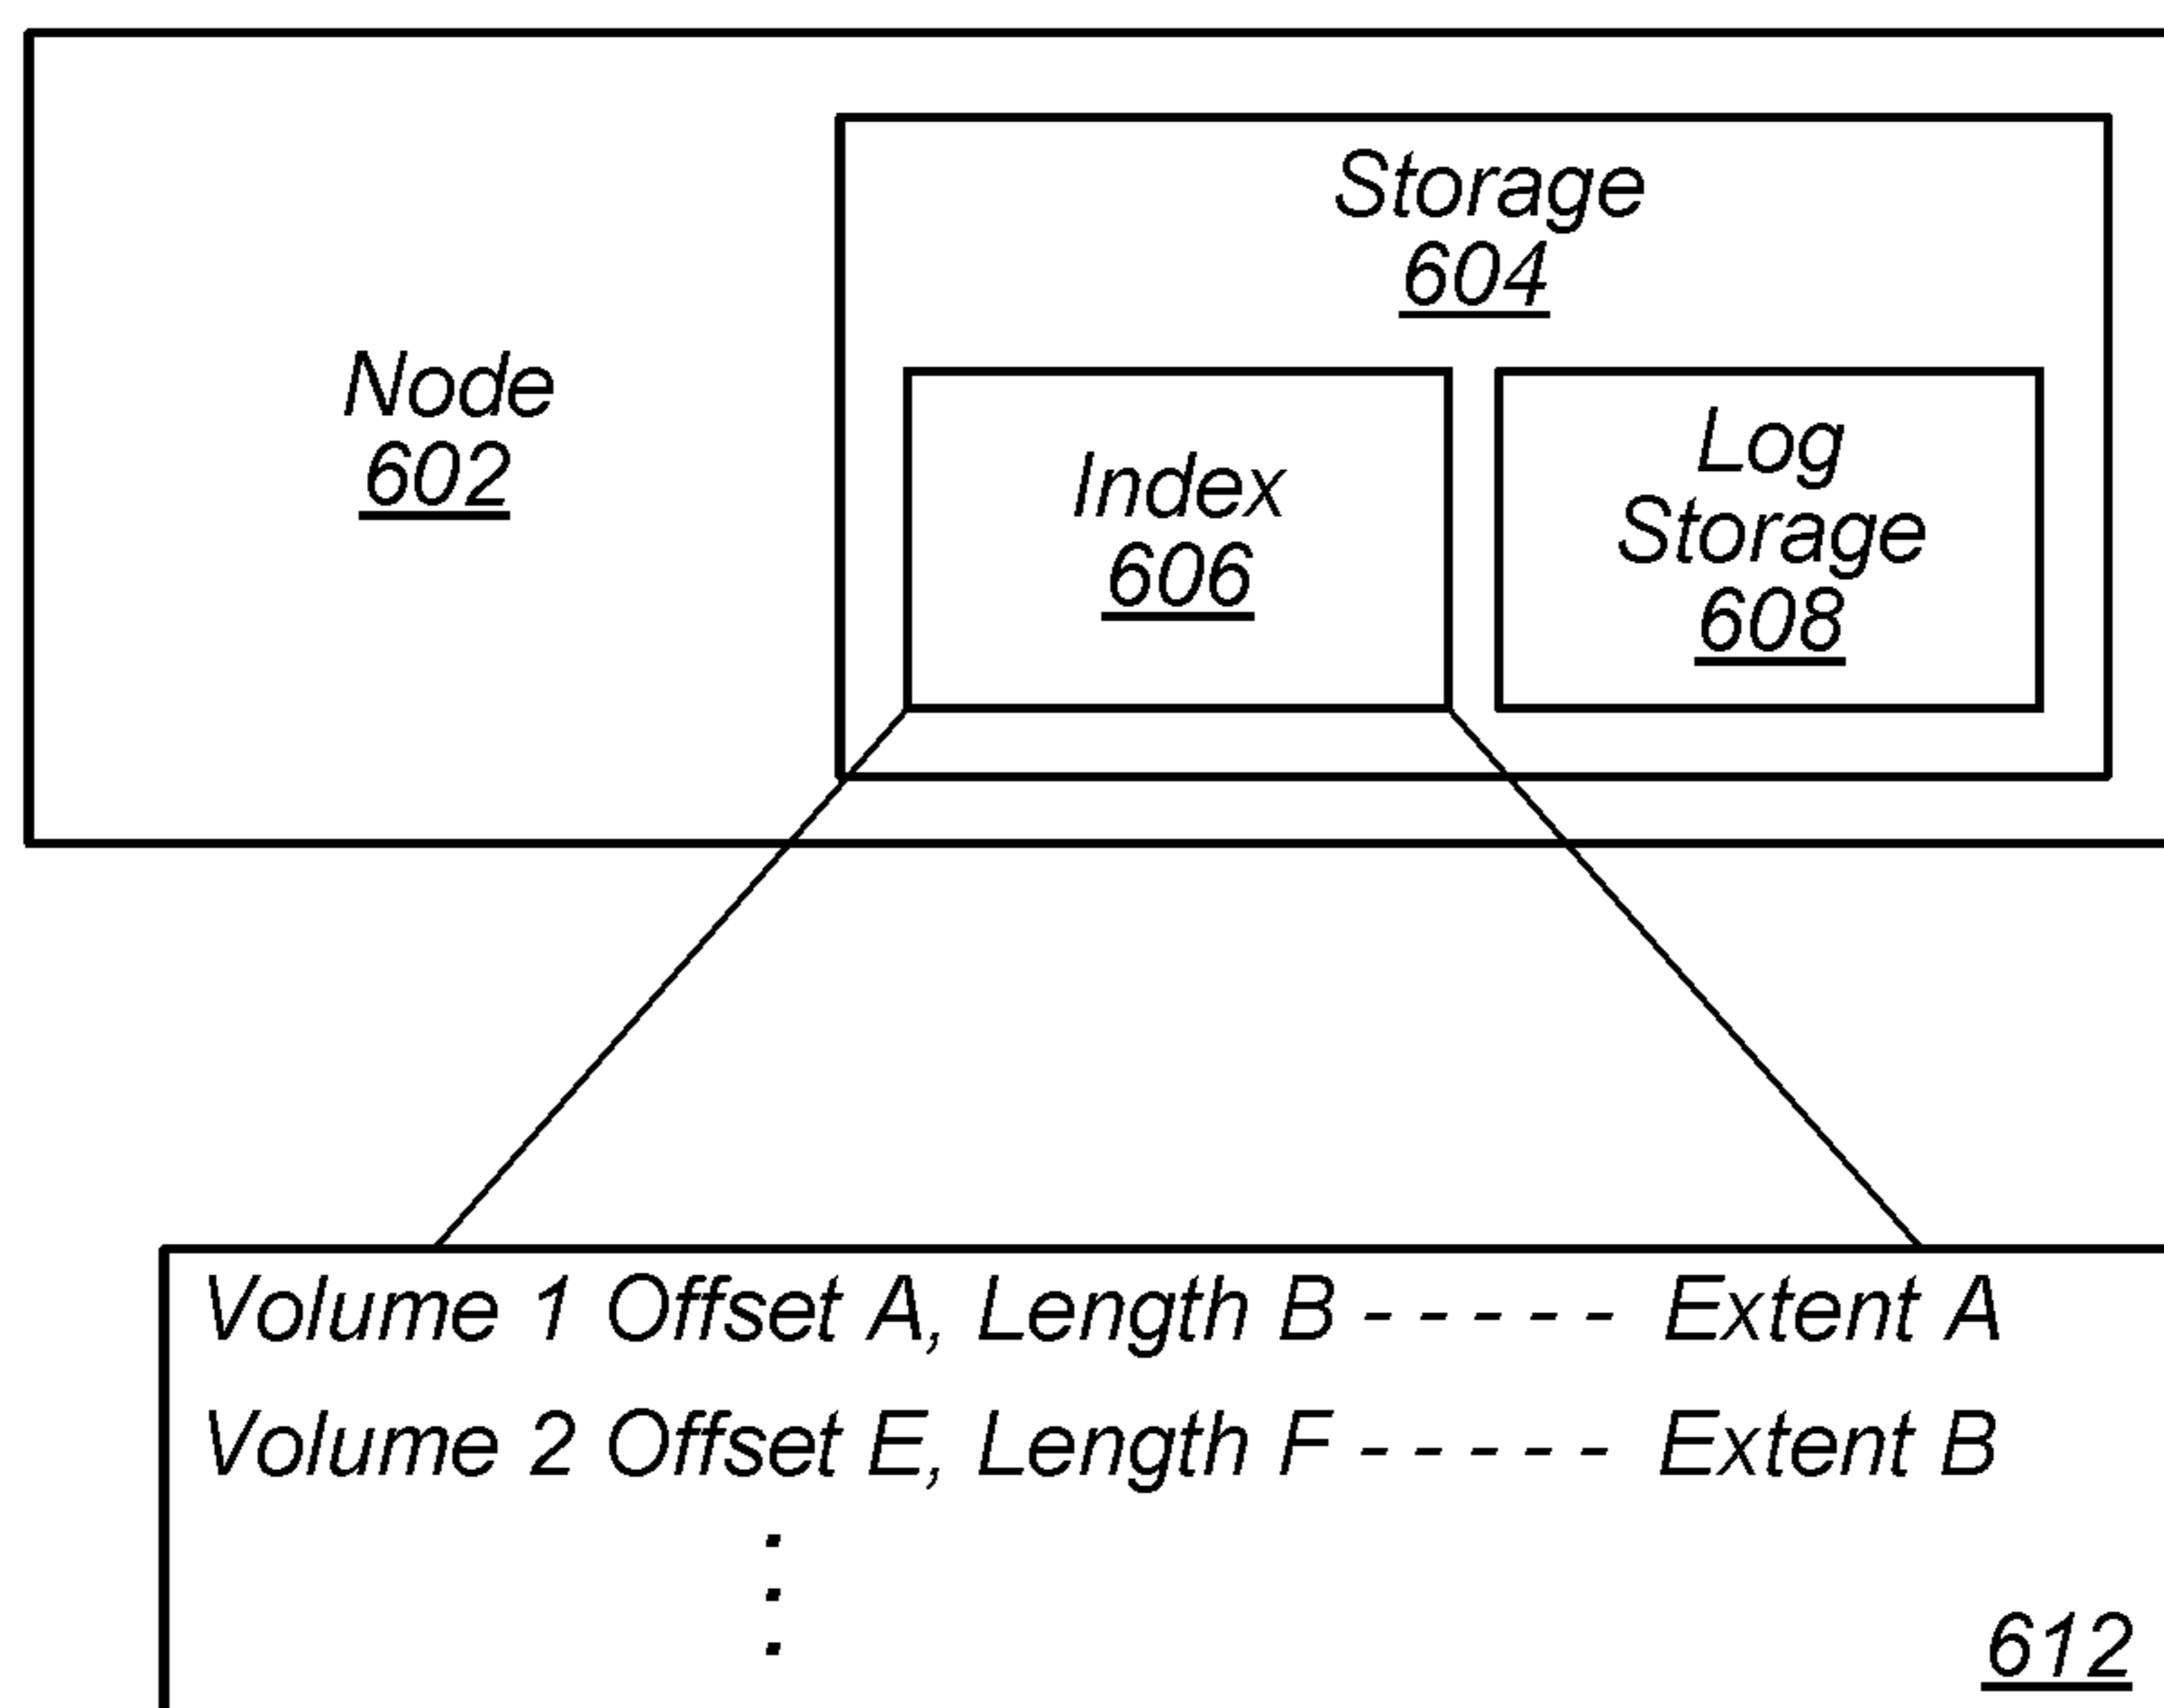 Storage
604
Node
602
Index
606
Log
Storage
608
Volume 1 Offset A, Length B - - - - - Extent A
Volume 2 Offset E, Length F - - - - - Extent B
.
.
.
612